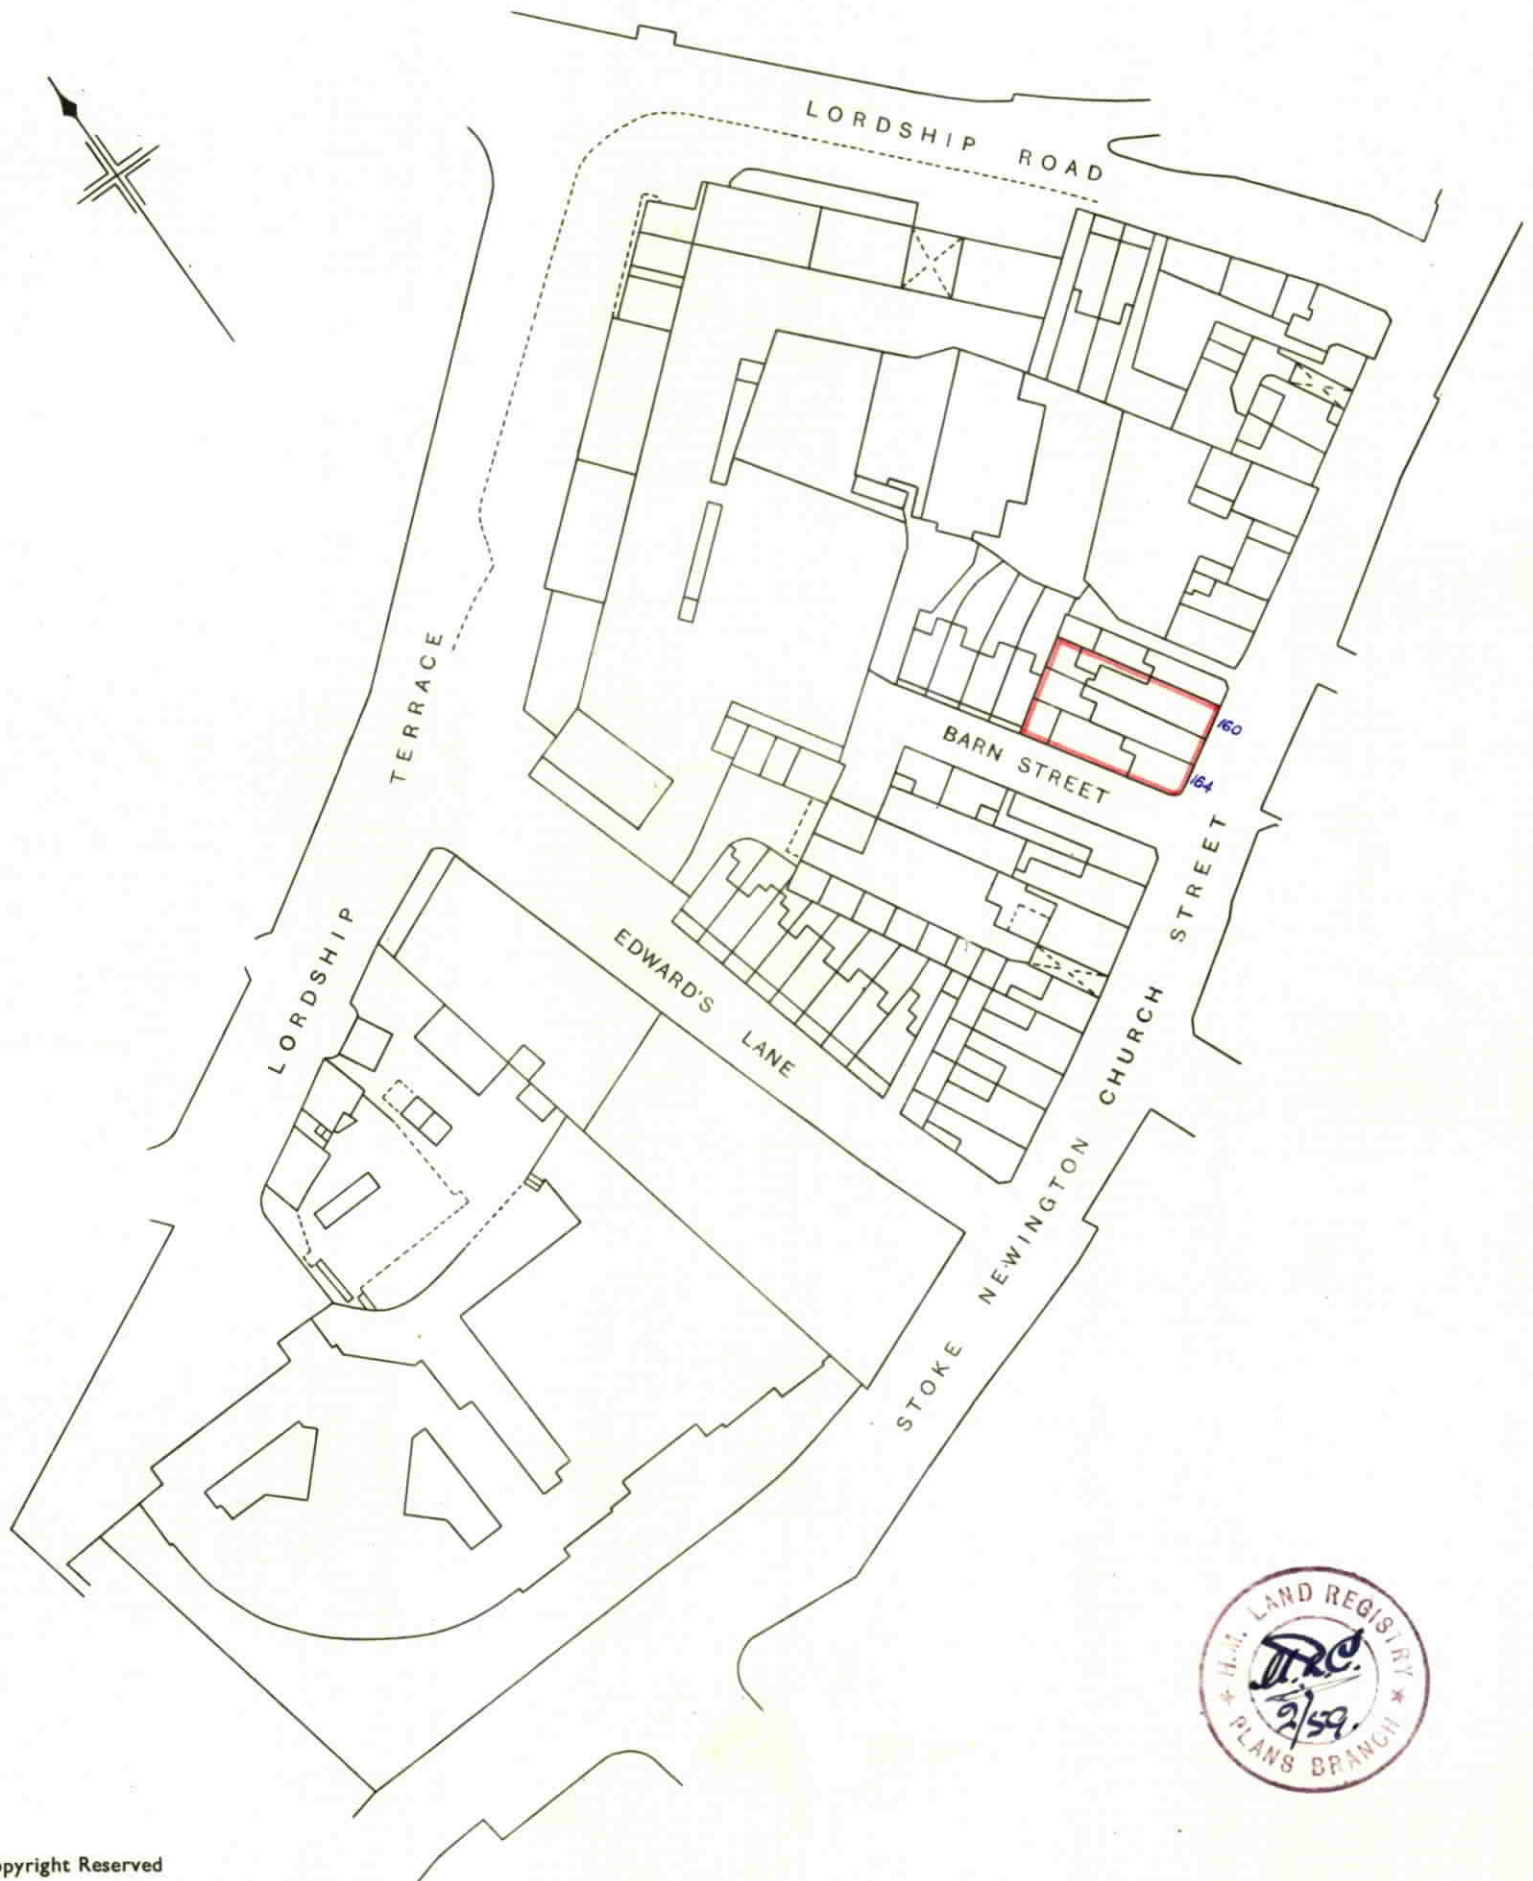 LORDSHIP ROAD
160
BARN STREET
164
LORDSHIP TERRACE
EDWARD'S LANE
STOKE NEWINGTON CHURCH STREET
H.M. LAND REGISTRY
2/59.
PLANS BRANCH
opyright Reserved